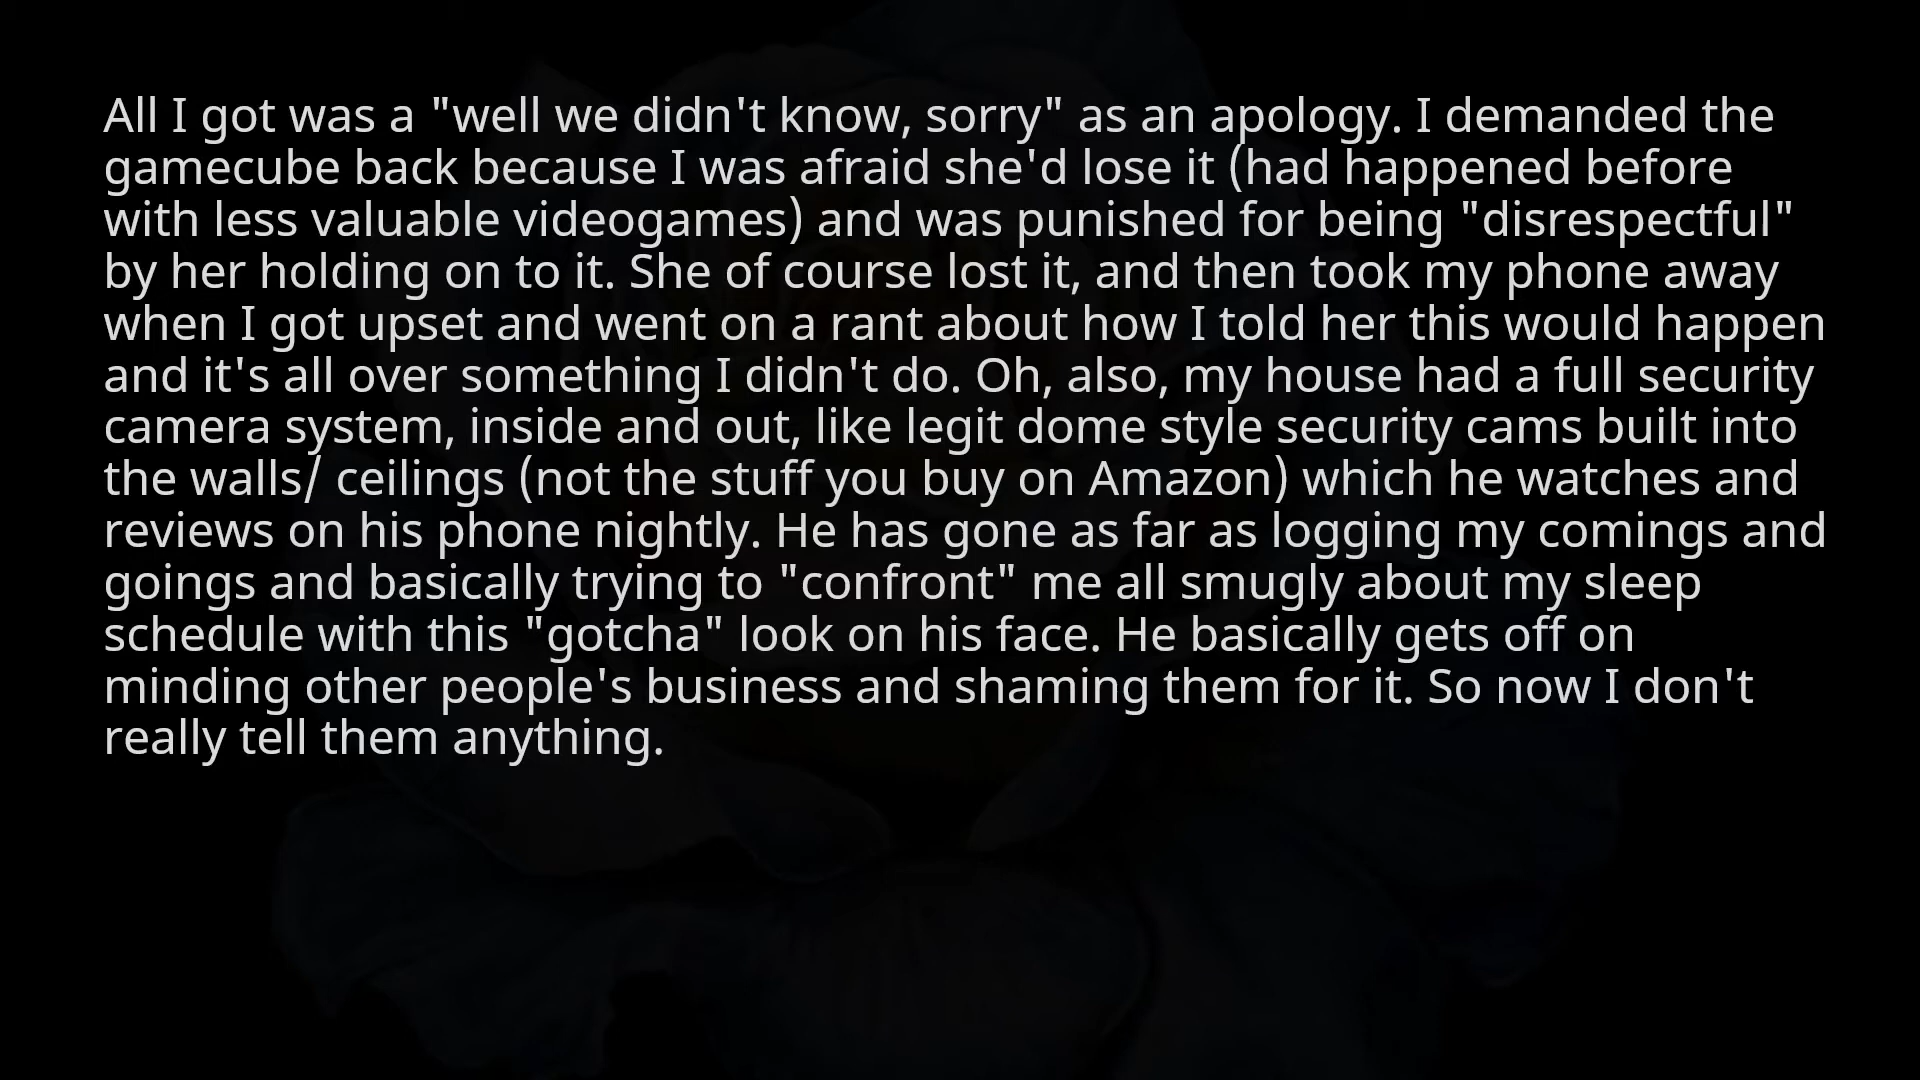 All I got was a "well we didn't know, sorry" as an apology. I demanded the
gamecube back because I was afraid she'd lose it (had happened before
with less valuable videogames) and was punished for being "disrespectful"
by her holding on to it. She of course lost it, and then took my phone away
when I got upset and went on a rant about how I told her this would happen
and it's all over something I didn't do. Oh, also, my house had a full security
camera system, inside and out, like legit dome style security cams built into
the walls/ ceilings (not the stuff you buy on Amazon) which he watches and
reviews on his phone nightly. He has gone as far as logging my comings and
goings and basically trying to "confront" me all smugly about my sleep
schedule with this "gotcha" look on his face. He basically gets off on
minding other people's business and shaming them for it. So now I don't
really tell them anything.